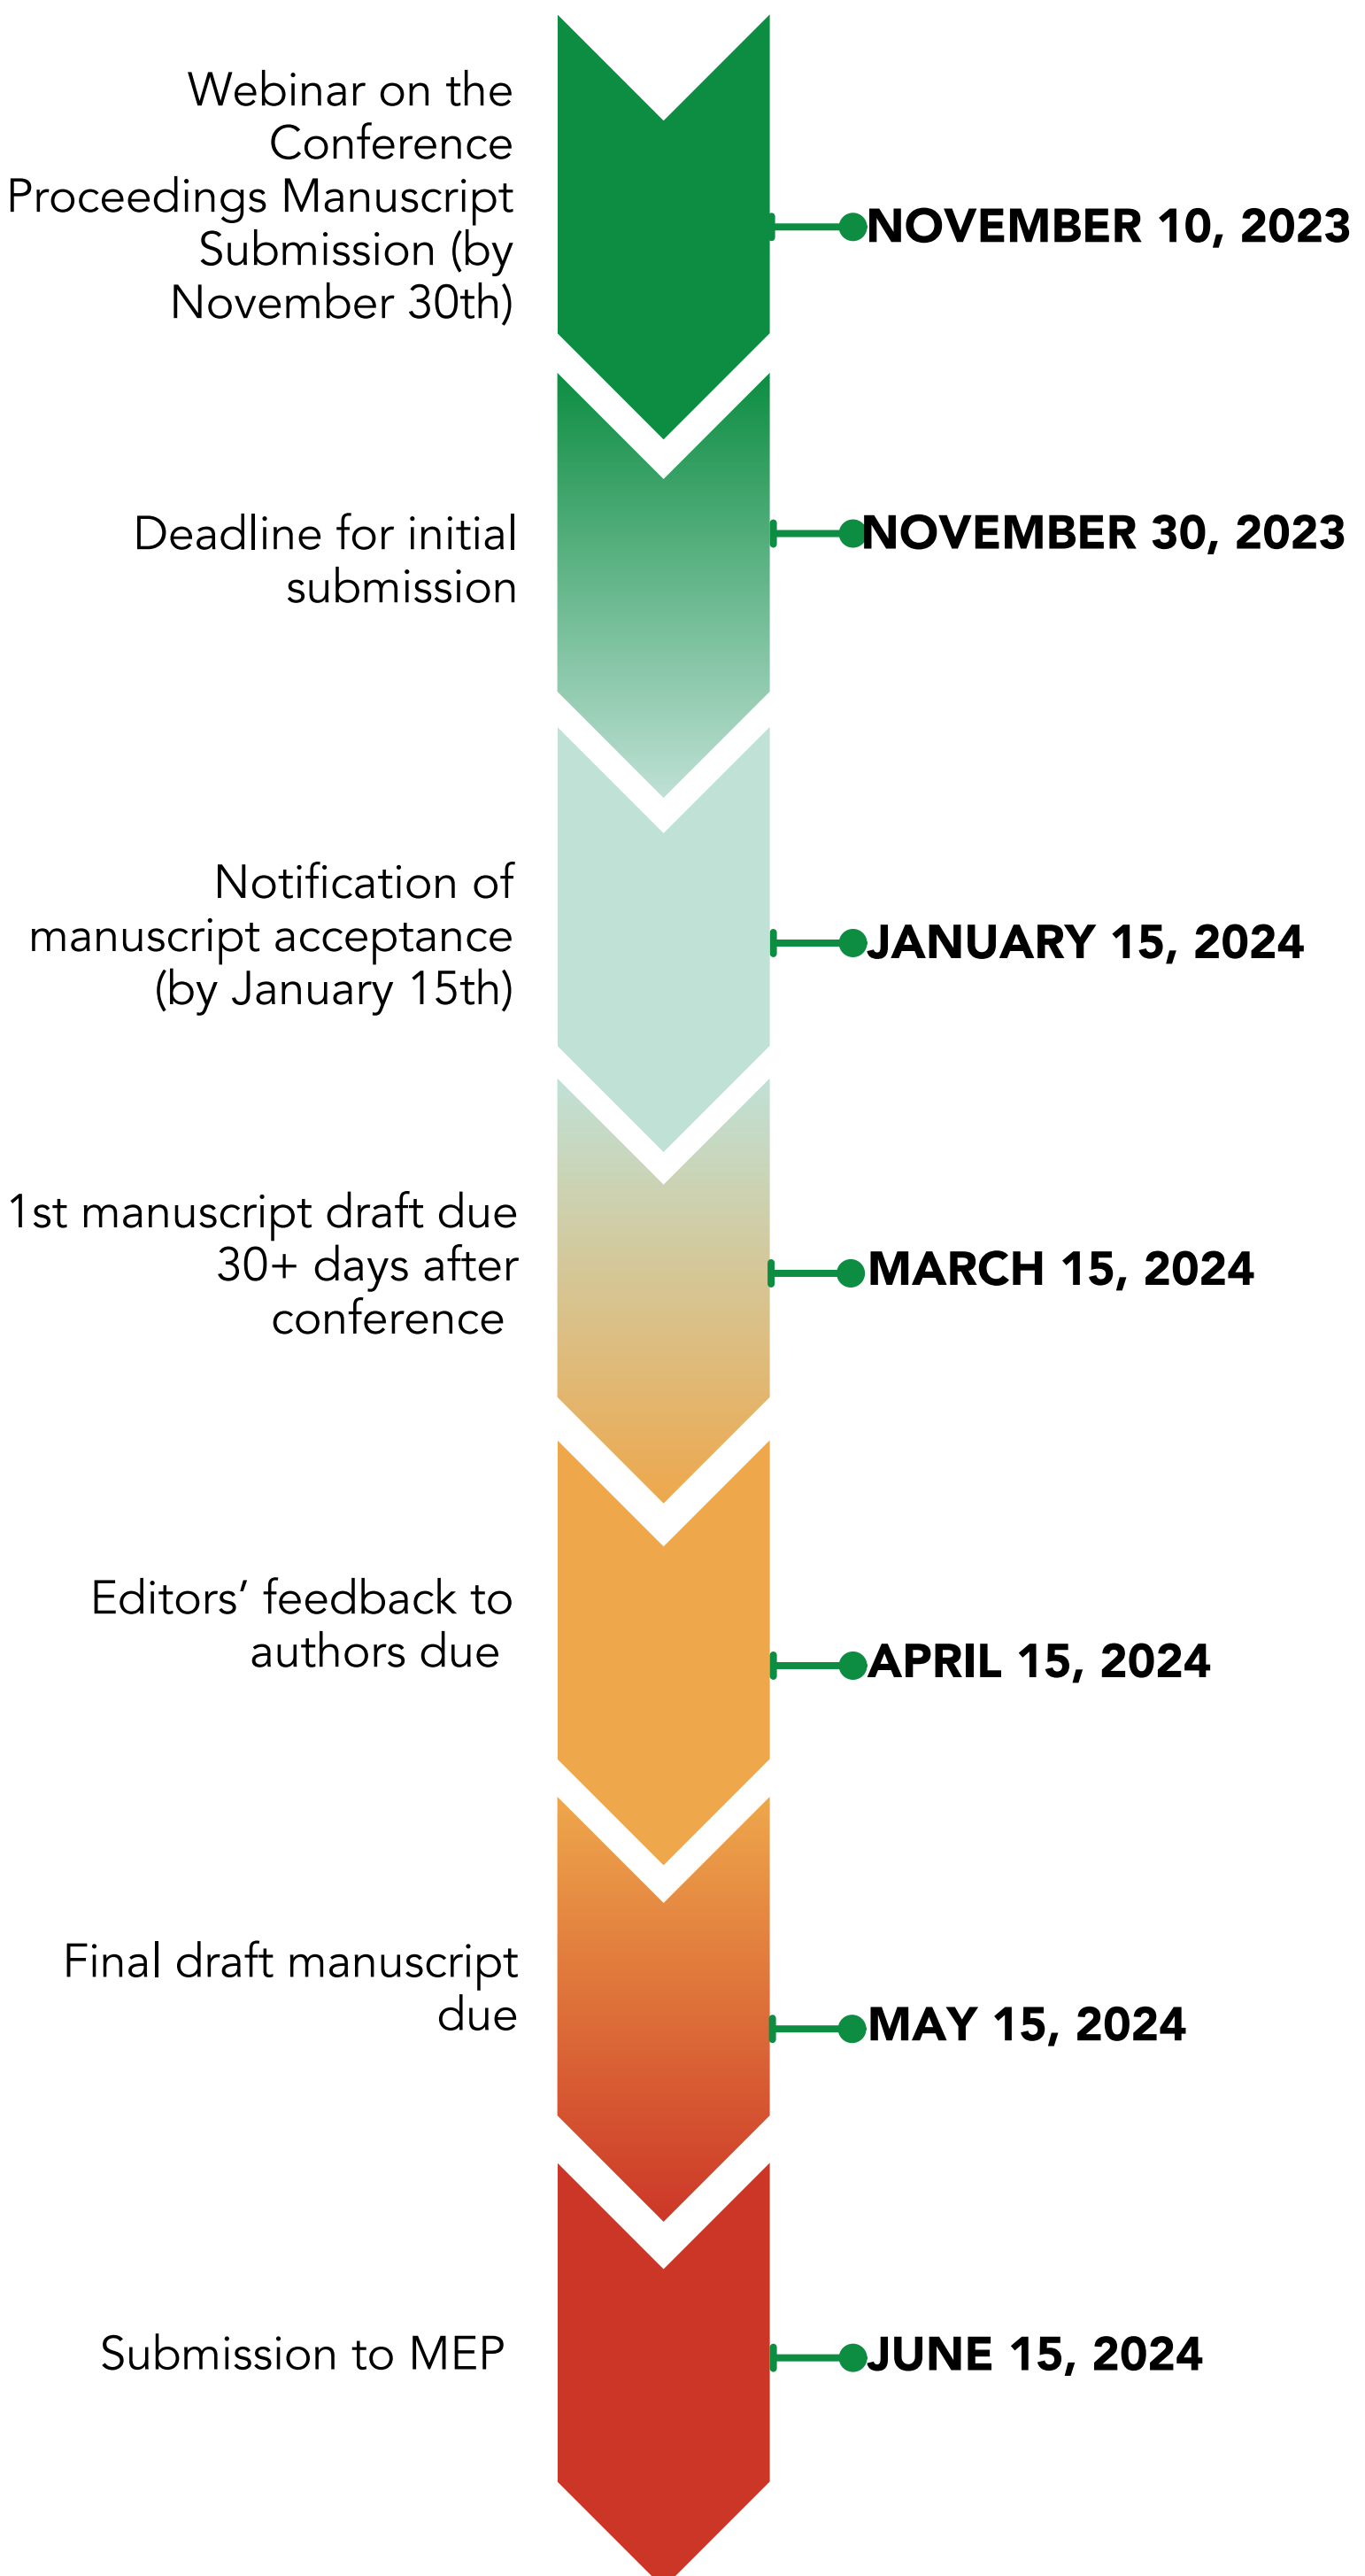 Webinar on the
Conference
Proceedings Manuscript
Submission (by
November 30th)
NOVEMBER 10, 2023
Deadline for initial
submission
NOVEMBER 30, 2023
Notification of
manuscript acceptance
(by January 15th)
JANUARY 15, 2024
1st manuscript draft due
30+ days after
conference
MARCH 15, 2024
Editors’ feedback to
authors due
APRIL 15, 2024
Final draft manuscript
due
MAY 15, 2024
Submission to MEP
JUNE 15, 2024